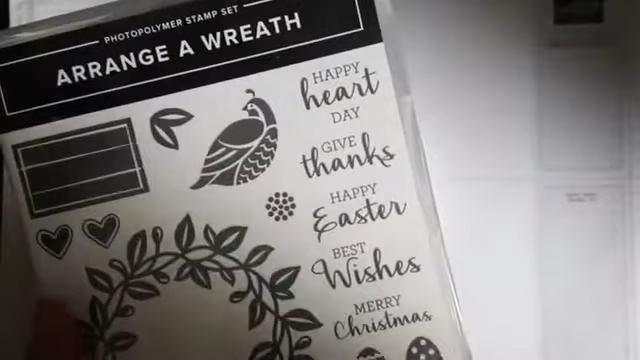 PHOTOPOLYMER STAMP SET
ARRANGE A WREATH
HAPPY
heart
DAY
GIVE
thanks
HAPPY
Easter
BEST
Wishes
MERRY
Christmas